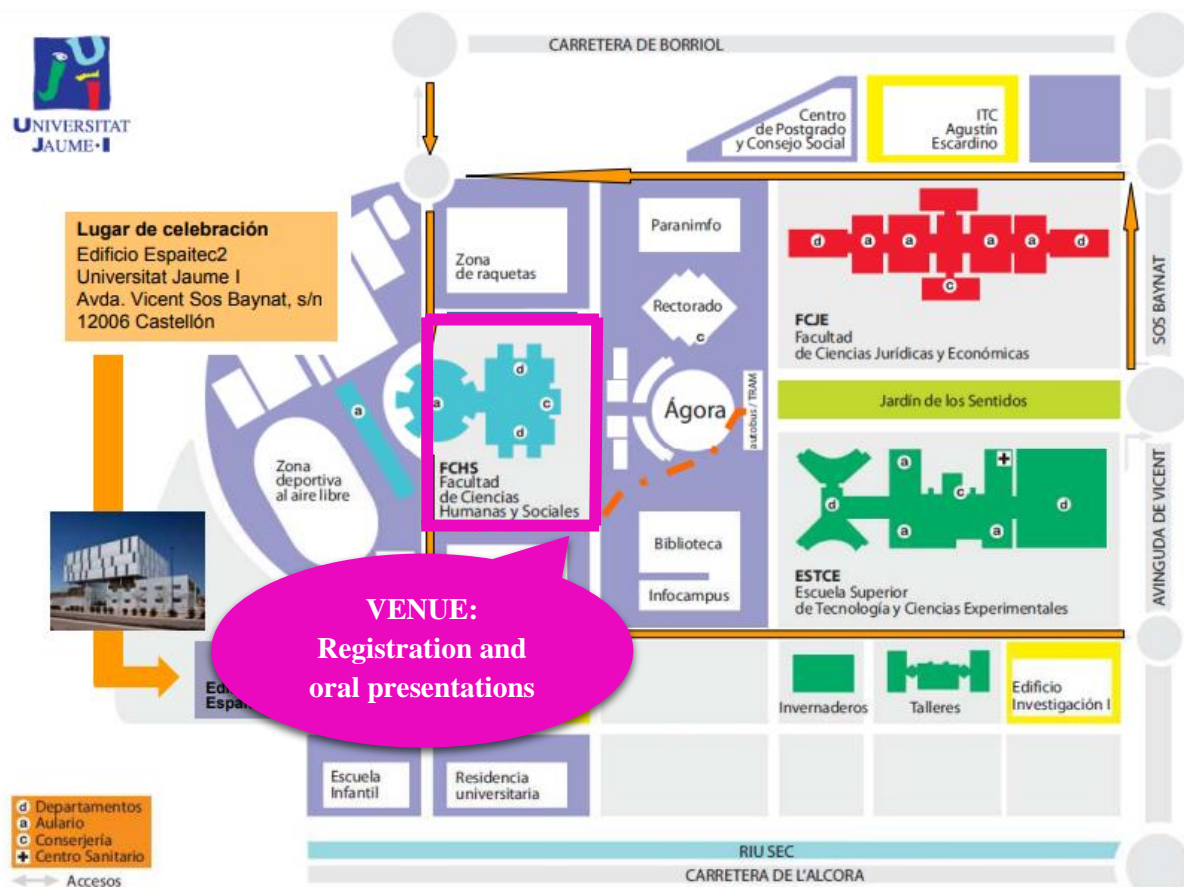 CARRETERA DE BORRIOL
UNIVERSITAT
JAUME·I
Centro
de Postgrado
y Consejo Social
ITC
Agustín
Escardino
Lugar de celebración
Edificio Espaitec2
Universitat Jaume I
Avda. Vicent Sos Baynat, s/n
12006 Castellón
Zona
de raquetas
Paraninfo
Rectorado
c
d
a
a
c
a
a
d
FCJE
Facultad
de Ciencias Jurídicas y Económicas
SOS BAYNAT
Jardín de los Sentidos
a
a
d
c
d
FCHS
Facultad
de Ciencias
Humanas y Sociales
Ágora
autobus / TRAM
Zona
deportiva
al aire libre
a
d
c
a
a
d
ESTCE
Escuela Superior
de Tecnología y Ciencias Experimentales
AVINGUDA DE VICENT
Biblioteca
Infocampus
VENUE:
Registration and
oral presentations
Invernaderos
Talleres
Edificio
Investigación I
Escuela
Infantil
Residencia
universitaria
d Departamentos
a Aulario
c Conserjería
Centro Sanitario
Accesos
RIU SEC
CARRETERA DE L'ALCORA